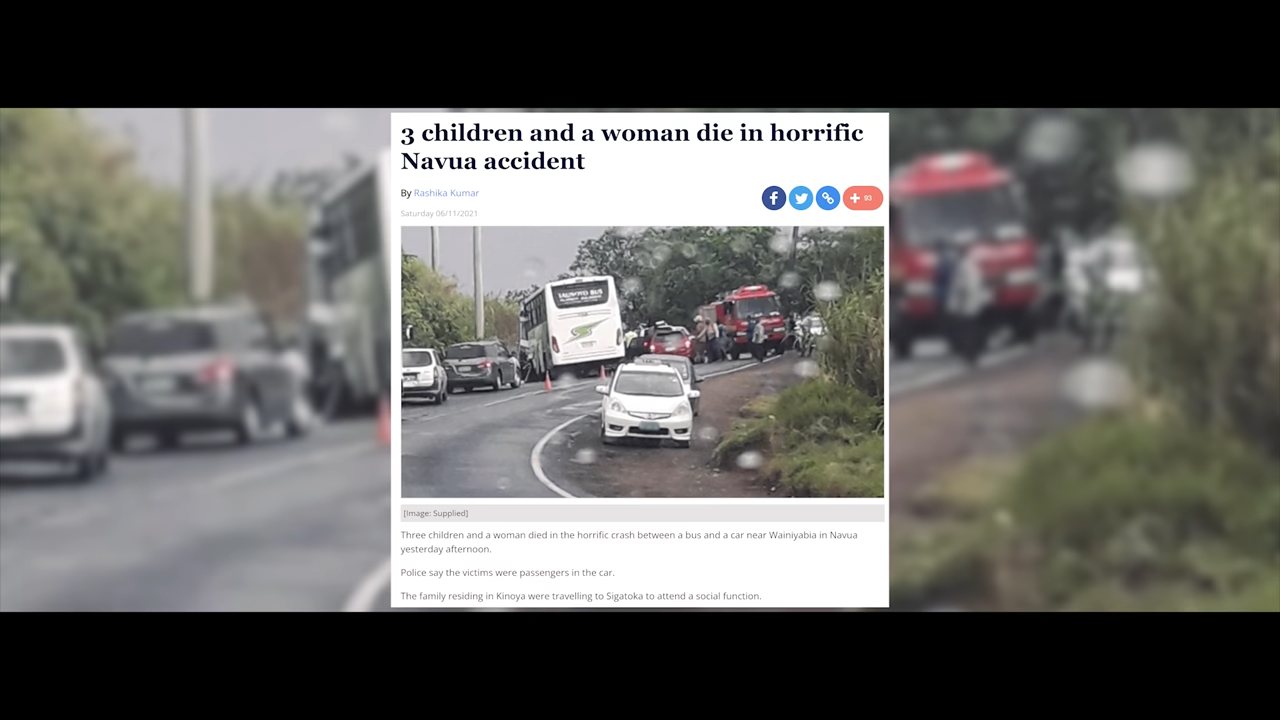 3 children and a woman die in horrific
Navua accident
By Rashika Kumar
93
Saturday 06/11/2021
BUS
[Image: Supplied]
Three children and a woman died in the horrific crash between a bus and a car near Wainiyabia in Navua
yesterday afternoon.
Police say the victims were passengers in the car.
The family residing in Kinoya were travelling to Sigatoka to attend a social function.